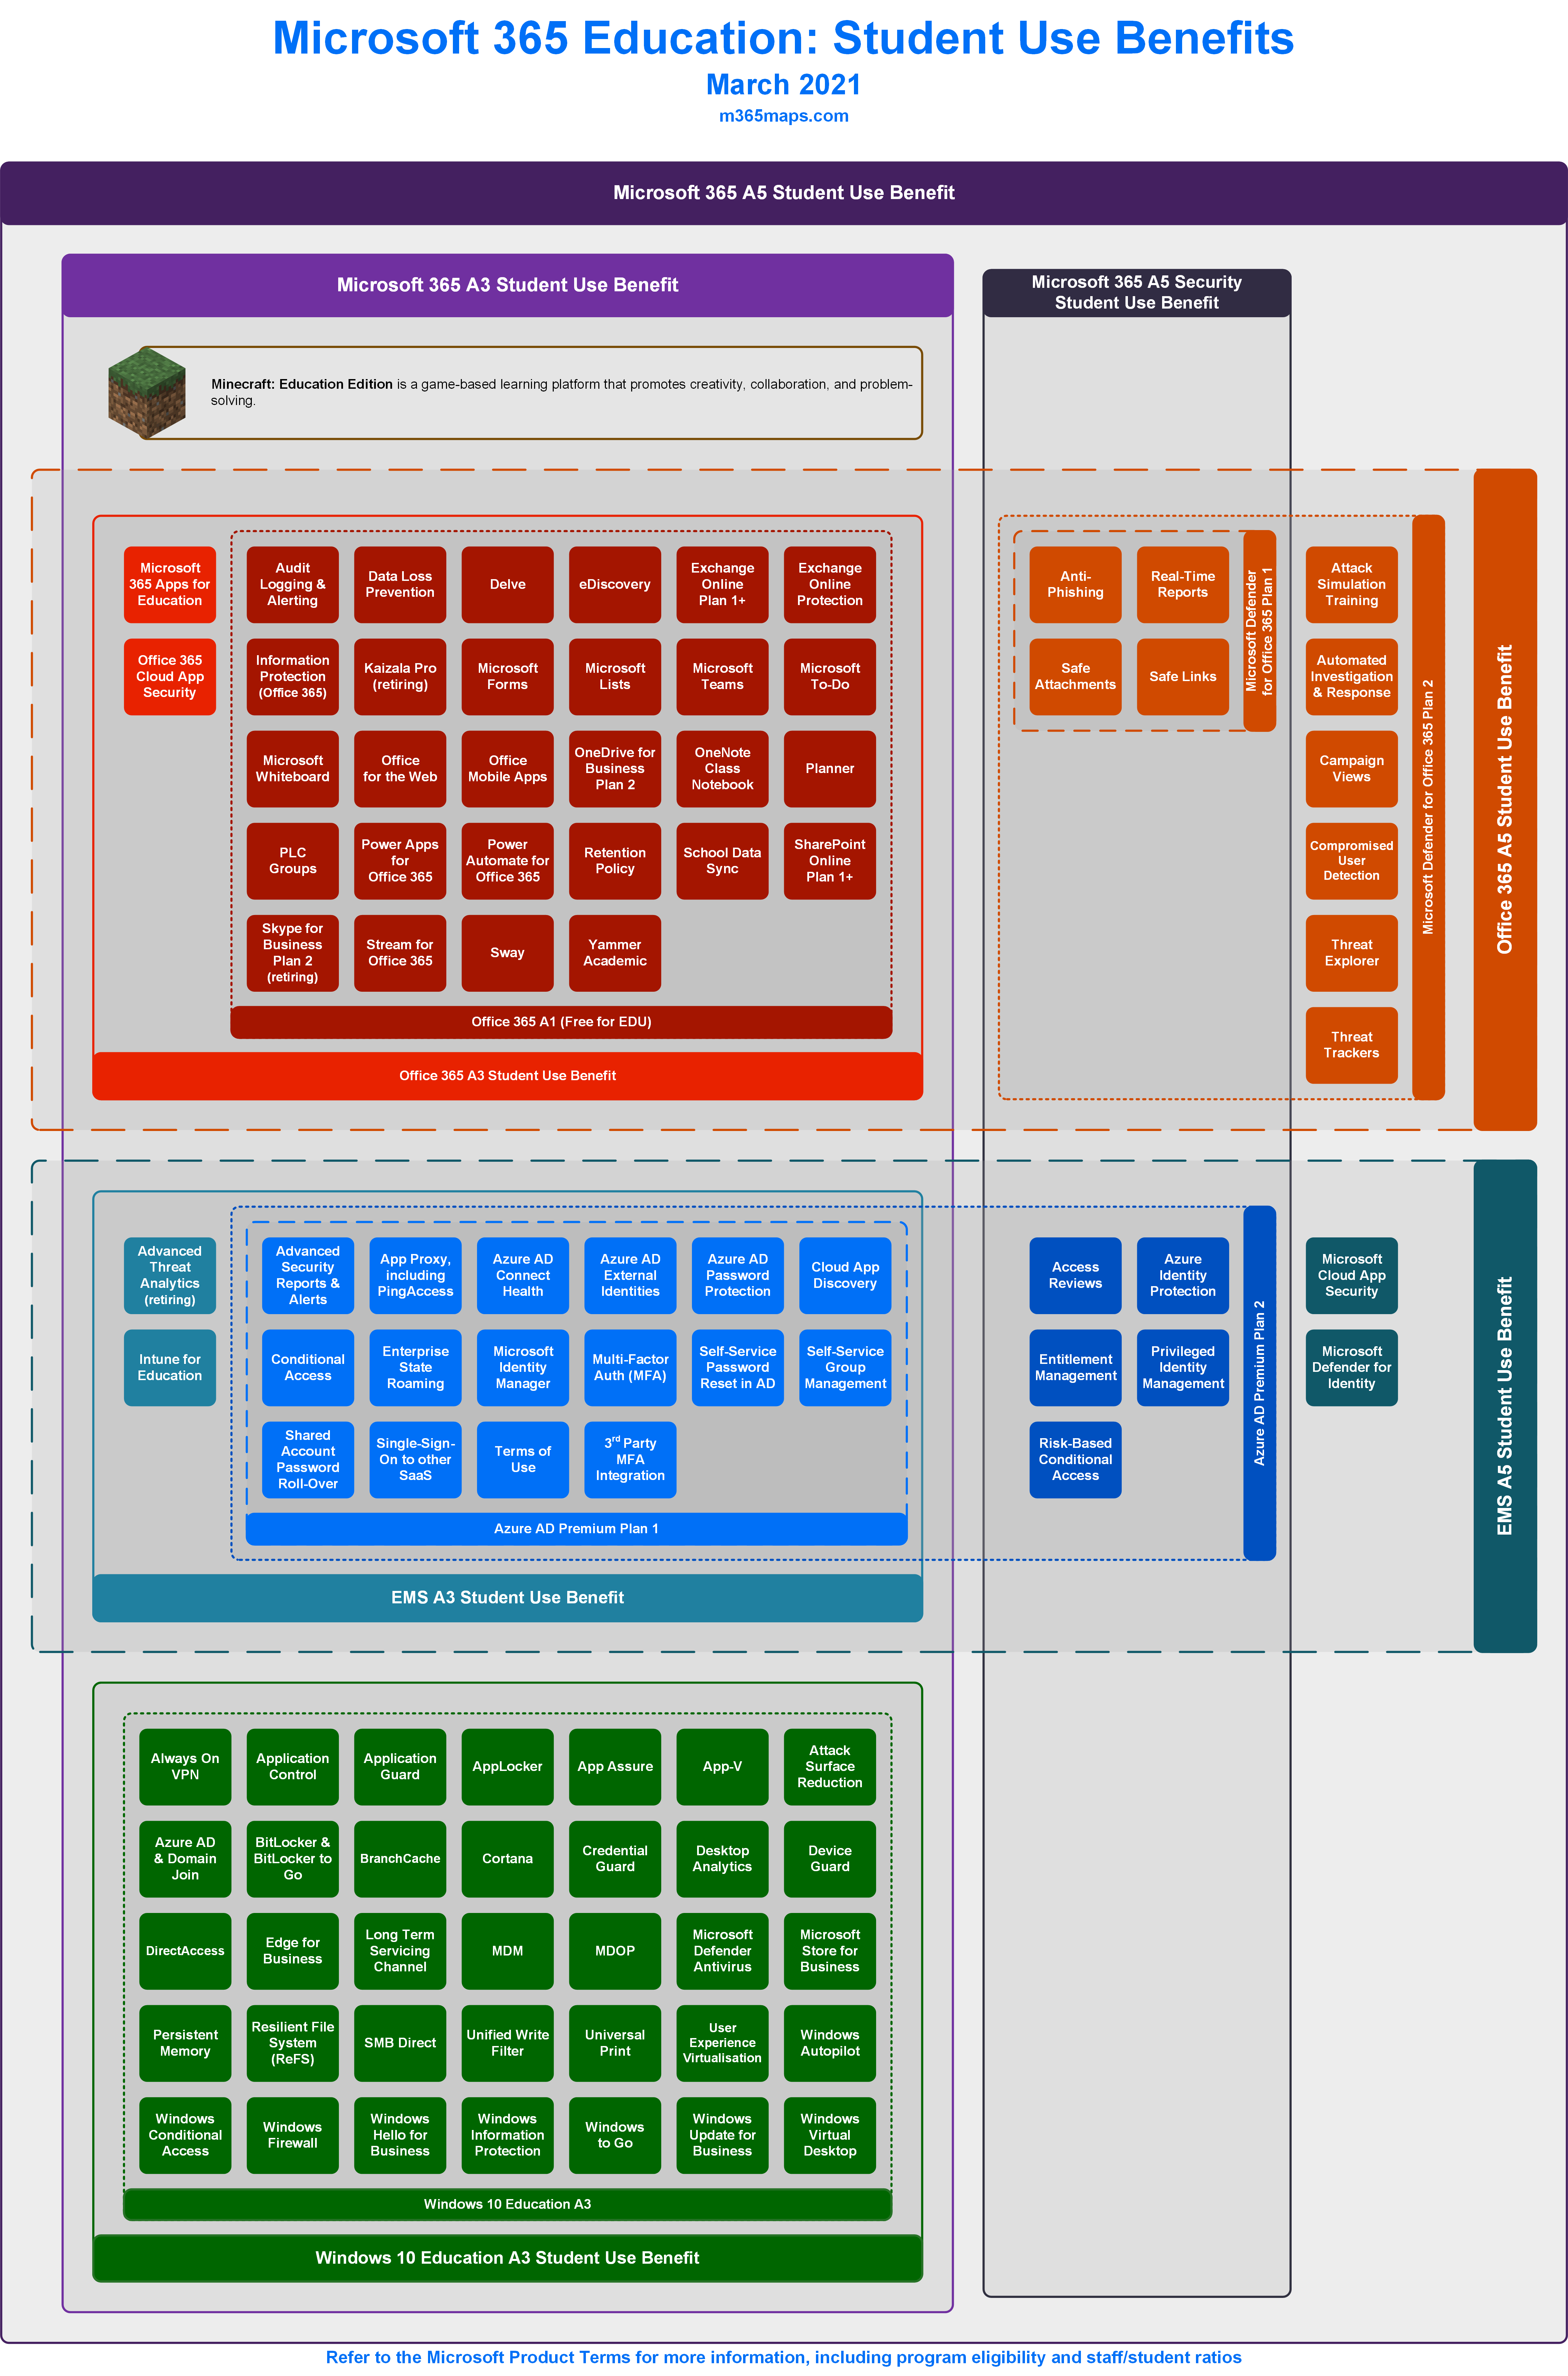 Microsoft 365 Education: Student Use Benefits
March 2021
m365maps.com
Microsoft 365 A5 Student Use Benefit
Microsoft 365 A3 Student Use Benefit
Microsoft 365 A5 Security
Student Use Benefit
Minecraft: Education Edition is a game-based learning platform that promotes creativity, collaboration, and problem-
solving.
Microsoft
365 Apps for
Education
Audit
Logging &
Alerting
Data Loss
Prevention
Delve
eDiscovery
Exchange
Online
Plan 1+
Exchange
Online
Protection
Office 365
Cloud App
Security
Information
Protection
(Office 365)
Kaizala Pro
(retiring)
Microsoft
Forms
Microsoft
Lists
Microsoft
Teams
Microsoft
To-Do
Microsoft
Whiteboard
Office
for the Web
Office
Mobile Apps
OneDrive for
Business
Plan 2
OneNote
Class
Notebook
Planner
PLC
Groups
Power Apps
for
Office 365
Power
Automate for
Office 365
Retention
Policy
School Data
Sync
SharePoint
Online
Plan 1+
Skype for
Business
Plan 2
(retiring)
Stream for
Office 365
Sway
Yammer
Academic
Office 365 A1 (Free for EDU)
Office 365 A3 Student Use Benefit
Anti-
Phishing
Real-Time
Reports
Safe
Attachments
Safe Links
Microsoft Defender
for Office 365 Plan 1
Attack
Simulation
Training
Automated
Investigation
& Response
Campaign
Views
Compromised
User
Detection
Threat
Explorer
Threat
Trackers
Microsoft Defender for Office 365 Plan 2
Office 365 A5 Student Use Benefit
Advanced
Threat
Analytics
(retiring)
Advanced
Security
Reports &
Alerts
App Proxy,
including
PingAccess
Azure AD
Connect
Health
Azure AD
External
Identities
Azure AD
Password
Protection
Cloud App
Discovery
Intune for
Education
Conditional
Access
Enterprise
State
Roaming
Microsoft
Identity
Manager
Multi-Factor
Auth (MFA)
Self-Service
Password
Reset in AD
Self-Service
Group
Management
Shared
Account
Password
Roll-Over
Single-Sign-
On to other
SaaS
Terms of
Use
3rd Party
MFA
Integration
Azure AD Premium Plan 1
EMS A3 Student Use Benefit
Access
Reviews
Azure
Identity
Protection
Entitlement
Management
Privileged
Identity
Management
Risk-Based
Conditional
Access
Azure AD Premium Plan 2
Microsoft
Cloud App
Security
Microsoft
Defender for
Identity
EMS A5 Student Use Benefit
Always On
VPN
Application
Control
Application
Guard
AppLocker
App Assure
App-V
Attack
Surface
Reduction
Azure AD
& Domain
Join
BitLocker &
BitLocker to
Go
BranchCache
Cortana
Credential
Guard
Desktop
Analytics
Device
Guard
DirectAccess
Edge for
Business
Long Term
Servicing
Channel
MDM
MDOP
Microsoft
Defender
Antivirus
Microsoft
Store for
Business
Persistent
Memory
Resilient File
System
(ReFS)
SMB Direct
Unified Write
Filter
Universal
Print
User
Experience
Virtualisation
Windows
Autopilot
Windows
Conditional
Access
Windows
Firewall
Windows
Hello for
Business
Windows
Information
Protection
Windows
to Go
Windows
Update for
Business
Windows
Virtual
Desktop
Windows 10 Education A3
Windows 10 Education A3 Student Use Benefit
Refer to the Microsoft Product Terms for more information, including program eligibility and staff/student ratios